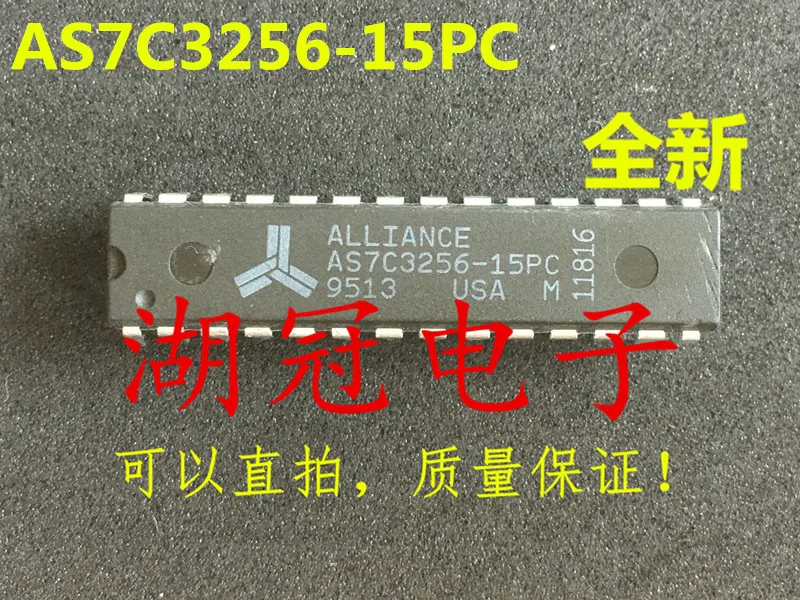 AS7C3256-15PC
全新
ALLIANCE
AS7C3256-15PC
9513 USA M
11816
湖冠电子
可以直拍，质量保证！